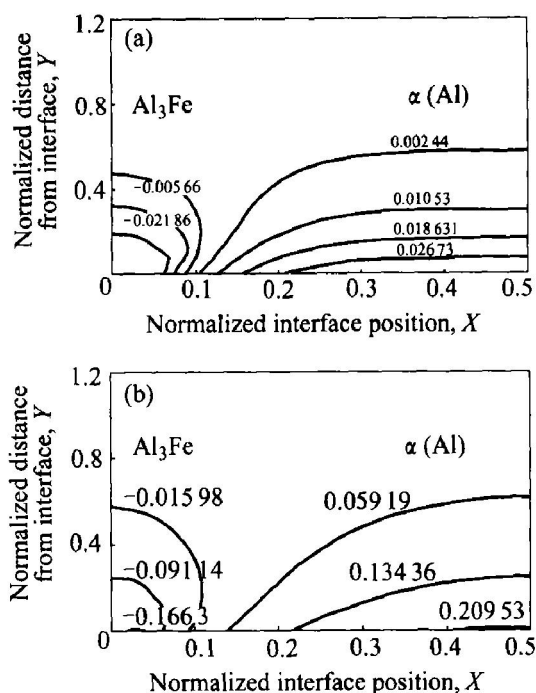 (a)
1.2
0.8
0.4
0
Normalized distance
from interface, Y
Al₃Fe
α (Al)
−0.005 66
−0.021 86
0.002 44
0.010 53
0.018 631
0.026 73
0 0.1 0.2 0.3 0.4 0.5
Normalized interface position, X
(b)
1.2
0.8
0.4
0
Normalized distance
from interface, Y
Al₃Fe
α (Al)
−0.015 98
−0.091 14
−0.166 3
0.059 19
0.134 36
0.209 53
0 0.1 0.2 0.3 0.4 0.5
Normalized interface position, X